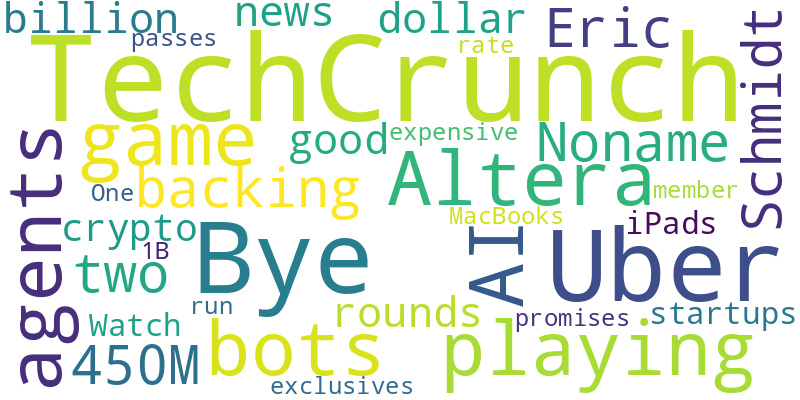 billion
news
dollar
Eric
passes
rate
TechCrunch
Schmidt
game
good
expensive
Noname
agents
One
backing
Altera
member
crypto
MacBooks
iPads
1B
Bye
AI
Uber
two
run
rounds
promises
startups
Watch
450M
bots
playing
exclusives